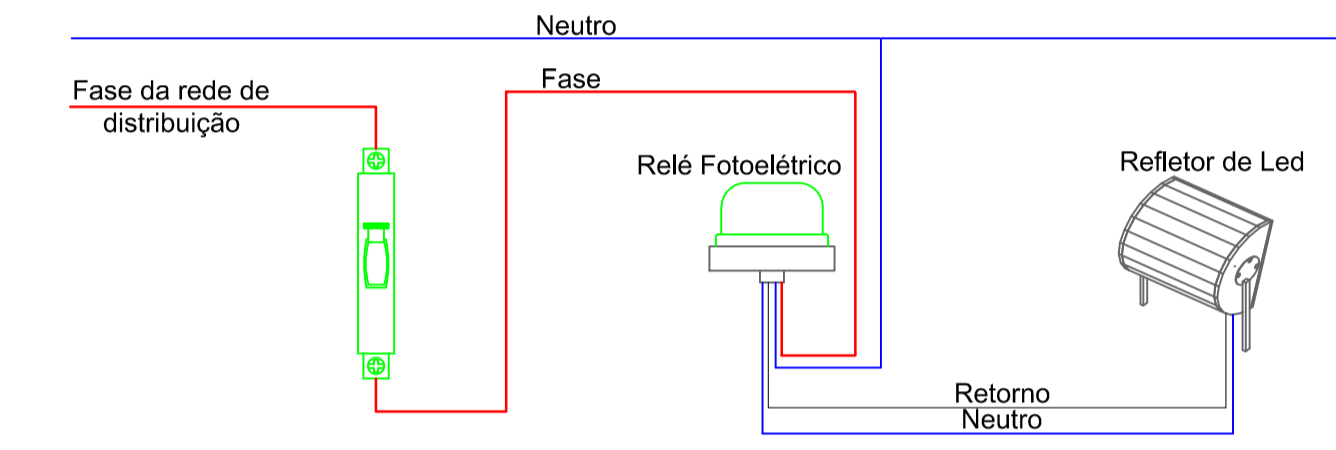 Neutro
Fase da rede de
distribuição
Fase
Relé Fotoelétrico
Refletor de Led
Retorno
Neutro